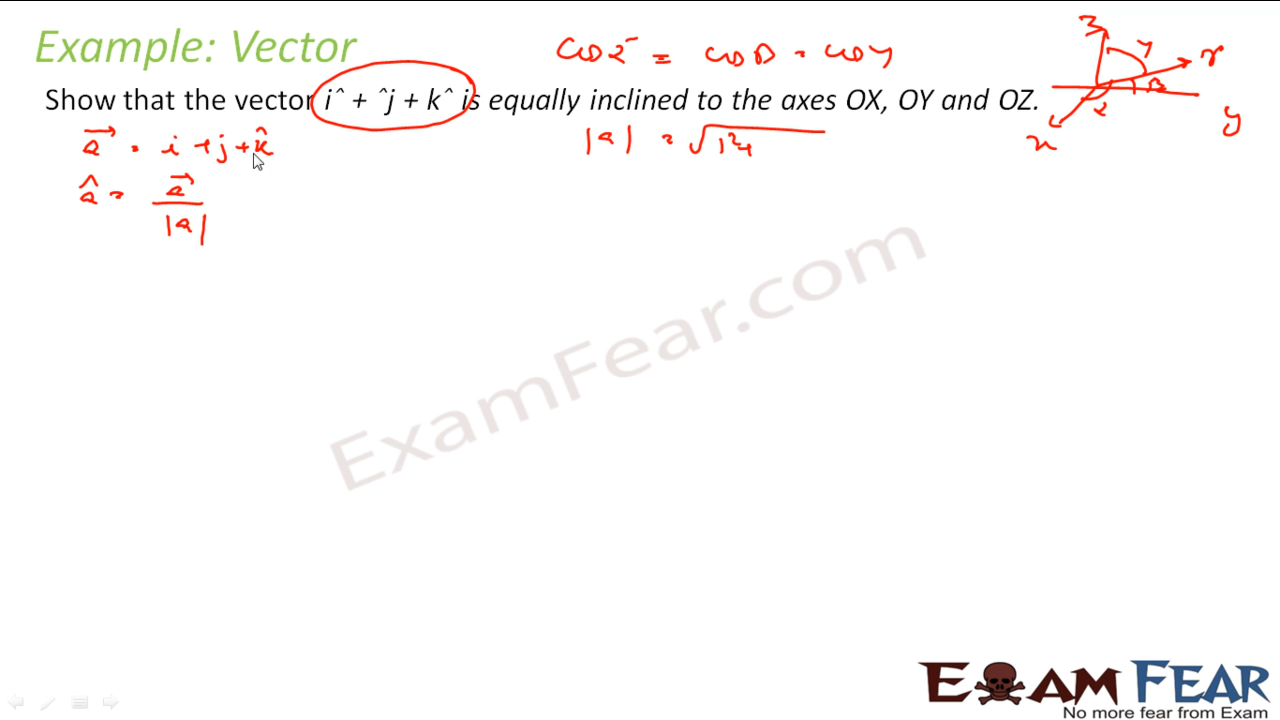 Example: Vector
cos α = cos β = cos γ
Show that the vector i^ + ^j + k^ is equally inclined to the axes OX, OY and OZ.
z
γ
r
β
α
y
x
a⃗ = i + j + k̂
|a| = √1²+
â = a⃗ / |a|
ExamFear.com
EXAM FEAR
No more fear from Exam